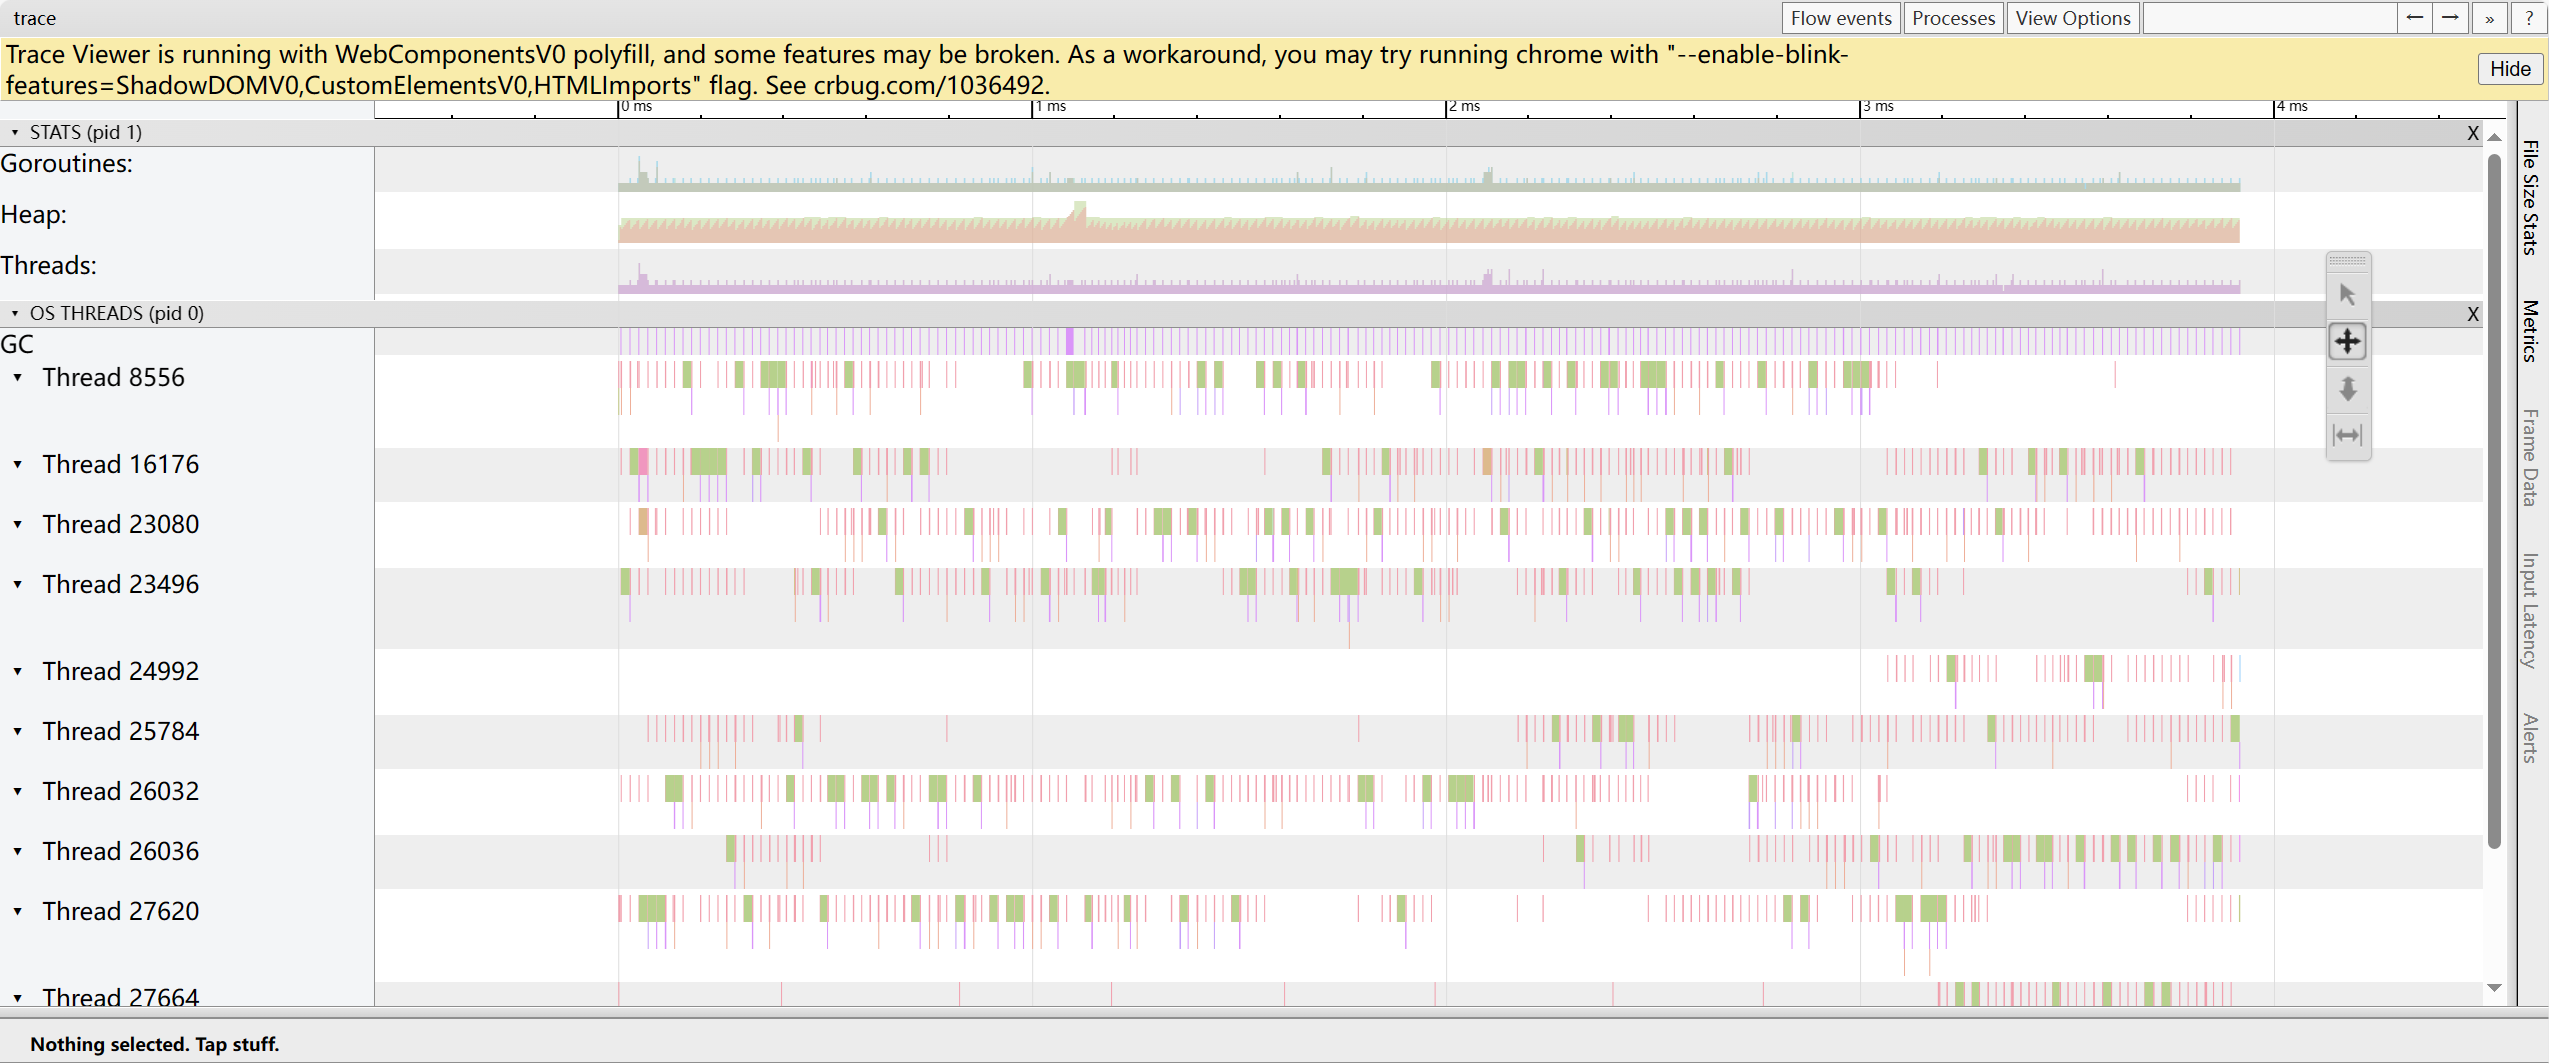 trace
Flow events Processes View Options ← → » ?
Trace Viewer is running with WebComponentsV0 polyfill, and some features may be broken. As a workaround, you may try running chrome with "--enable-blink-
features=ShadowDOMV0,CustomElementsV0,HTMLImports" flag. See crbug.com/1036492.
Hide
0 ms 1 ms 2 ms 3 ms 4 ms
STATS (pid 1) X
Goroutines:
Heap:
Threads:
OS THREADS (pid 0) X
GC
Thread 8556
Thread 16176
Thread 23080
Thread 23496
Thread 24992
Thread 25784
Thread 26032
Thread 26036
Thread 27620
Thread 27664
File Size Stats
Metrics
Frame Data
Input Latency
Alerts
Nothing selected. Tap stuff.